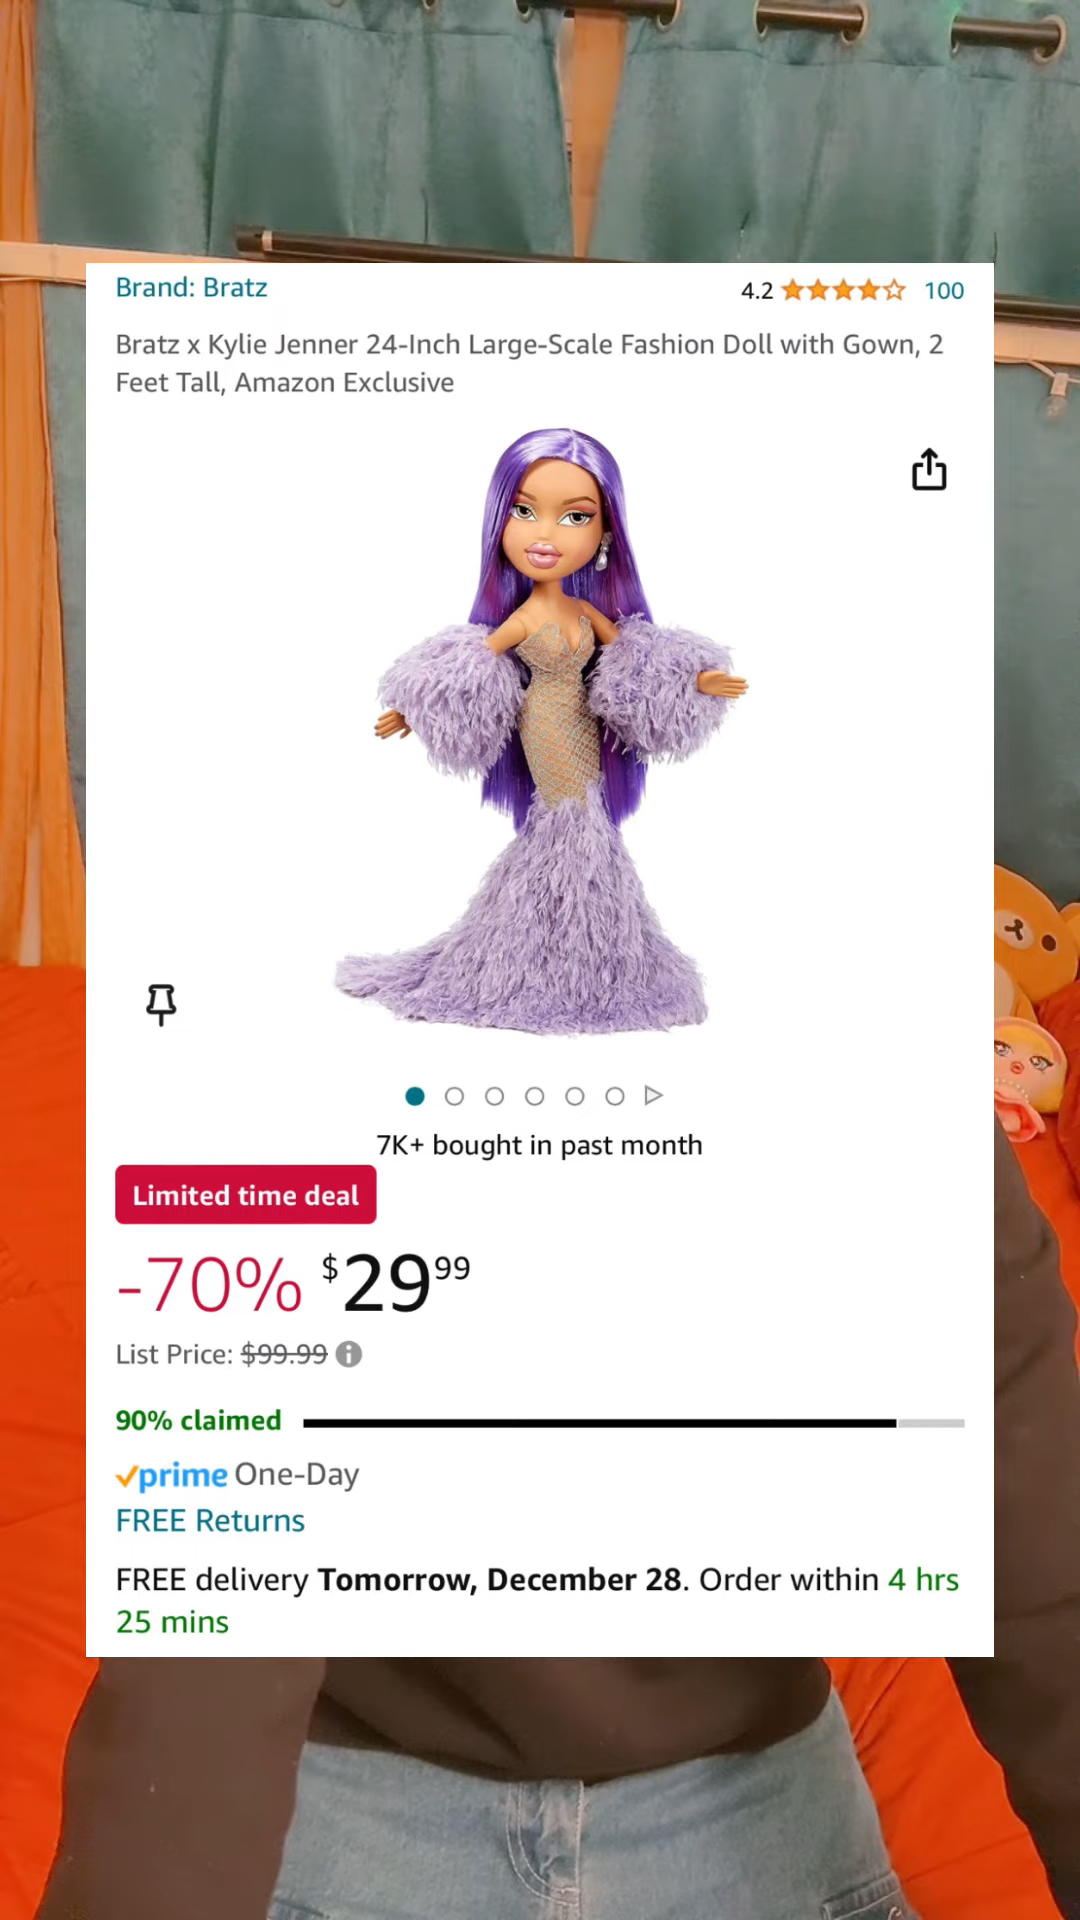 Brand: Bratz
4.2 100
Bratz x Kylie Jenner 24-Inch Large-Scale Fashion Doll with Gown, 2
Feet Tall, Amazon Exclusive
7K+ bought in past month
Limited time deal
-70% $29.99
List Price: $99.99
90% claimed
prime One-Day
FREE Returns
FREE delivery Tomorrow, December 28. Order within 4 hrs
25 mins